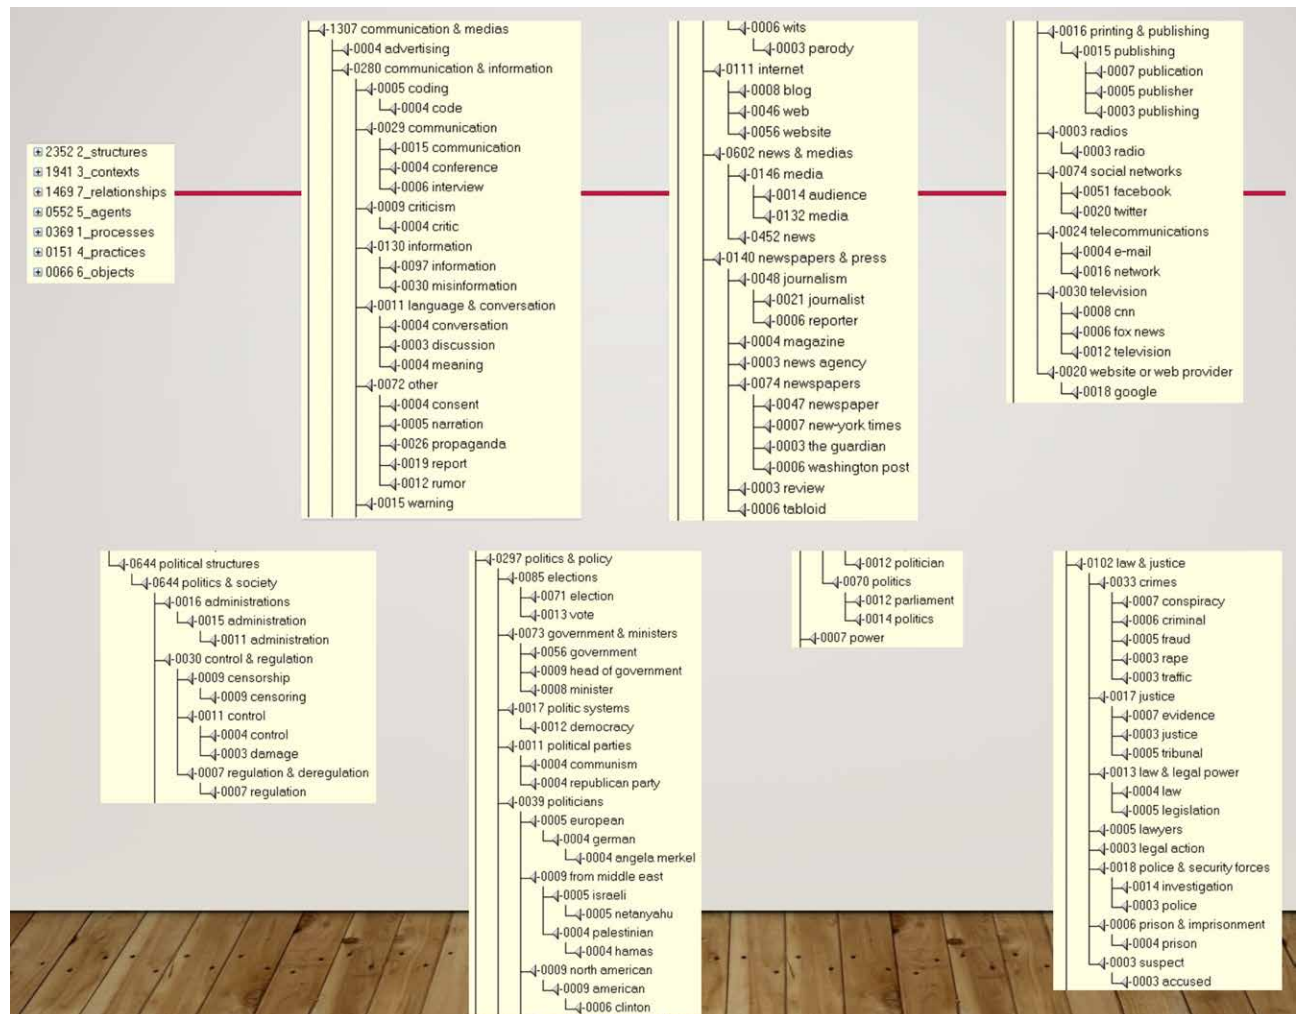 2352 2_structures
1941 3_contexts
1469 7_relationships
0552 5_agents
0369 1_processes
0151 4_practices
0066 6_objects
1307 communication & medias
0004 advertising
0280 communication & information
0005 coding
0004 code
0029 communication
0015 communication
0004 conference
0006 interview
0009 criticism
0004 critic
0130 information
0097 information
0030 misinformation
0011 language & conversation
0004 conversation
0003 discussion
0004 meaning
0072 other
0004 consent
0005 narration
0026 propaganda
0019 report
0012 rumor
0015 warning
0006 wits
0003 parody
0111 internet
0008 blog
0046 web
0056 website
0602 news & medias
0146 media
0014 audience
0132 media
0452 news
0140 newspapers & press
0048 journalism
0021 journalist
0006 reporter
0004 magazine
0003 news agency
0074 newspapers
0047 newspaper
0007 new-york times
0003 the guardian
0006 washington post
0003 review
0006 tabloid
0016 printing & publishing
0015 publishing
0007 publication
0005 publisher
0003 publishing
0003 radios
0003 radio
0074 social networks
0051 facebook
0020 twitter
0024 telecommunications
0004 e-mail
0016 network
0030 television
0008 cnn
0006 fox news
0012 television
0020 website or web provider
0018 google
0644 political structures
0644 politics & society
0016 administrations
0015 administration
0011 administration
0030 control & regulation
0009 censorship
0009 censoring
0011 control
0004 control
0003 damage
0007 regulation & deregulation
0007 regulation
0297 politics & policy
0085 elections
0071 election
0013 vote
0073 government & ministers
0056 government
0009 head of government
0008 minister
0017 politic systems
0012 democracy
0011 political parties
0004 communism
0004 republican party
0039 politicians
0005 european
0004 german
0004 angela merkel
0009 from middle east
0005 israeli
0005 netanyahu
0004 palestinian
0004 hamas
0009 north american
0009 american
0006 clinton
0012 politician
0070 politics
0012 parliament
0014 politics
0007 power
0102 law & justice
0033 crimes
0007 conspiracy
0006 criminal
0005 fraud
0003 rape
0003 traffic
0017 justice
0007 evidence
0003 justice
0005 tribunal
0013 law & legal power
0004 law
0005 legislation
0005 lawyers
0003 legal action
0018 police & security forces
0014 investigation
0003 police
0006 prison & imprisonment
0004 prison
0003 suspect
0003 accused